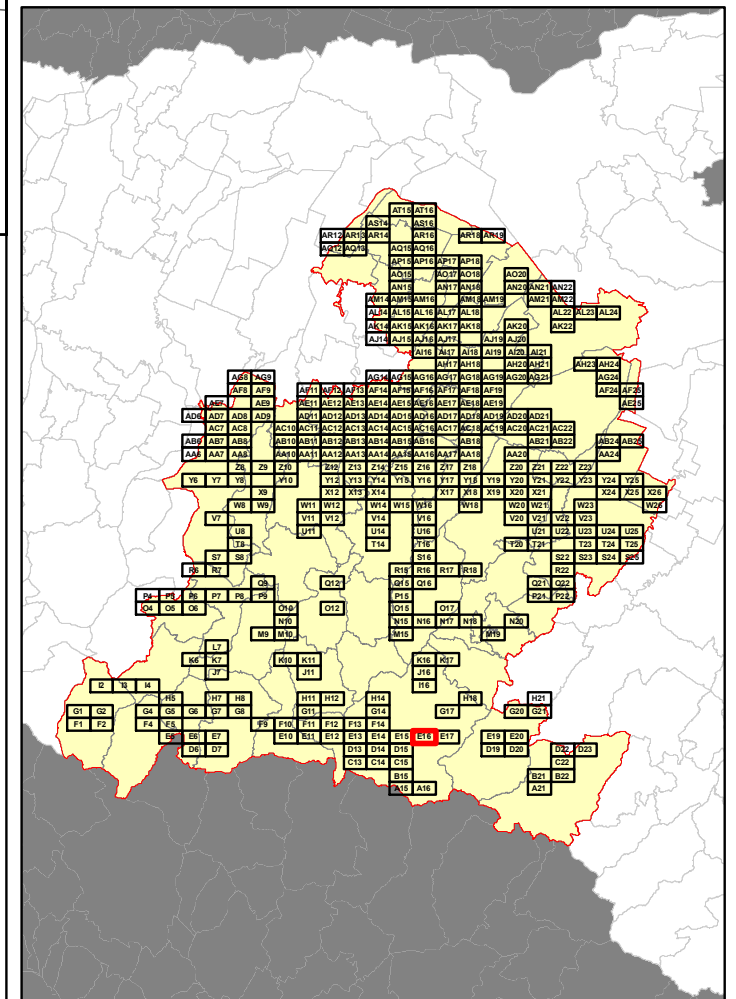 AT15 AT16
AS14 AS16
AR12 AR13 AR14 AR16 AR18 AR19
AQ12 AQ13 AQ15 AQ16
AP15 AP16 AP17 AP18
AO15 AO17 AO18 AO20
AN15 AN17 AN18 AN20 AN21 AN22
AM14 AM15 AM16 AM18 AM19 AM21 AM22
AL14 AL15 AL16 AL17 AL18 AL22 AL23 AL24
AK14 AK15 AK16 AK17 AK18 AK20 AK22
AJ14 AJ15 AJ16 AJ17 AJ19 AJ20
AI16 AI17 AI18 AI19 AI20 AI21
AH17 AH18 AH20 AH21 AH23 AH24
AG8 AG9 AG14 AG15 AG16 AG17 AG18 AG19 AG20 AG21 AG24
AF8 AF9 AF11 AF12 AF13 AF14 AF15 AF16 AF17 AF18 AF19 AF24 AF25
AE7 AE9 AE11 AE12 AE13 AE14 AE15 AE16 AE17 AE18 AE19 AE25
AD6 AD7 AD8 AD9 AD11 AD12 AD13 AD14 AD15 AD16 AD17 AD18 AD19 AD20 AD21
AC7 AC8 AC10 AC11 AC12 AC13 AC14 AC15 AC16 AC17 AC18 AC19 AC20 AC21 AC22
AB6 AB7 AB8 AB10 AB11 AB12 AB13 AB14 AB15 AB16 AB18 AB21 AB22 AB24 AB25
AA6 AA7 AA8 AA10 AA11 AA12 AA13 AA14 AA15 AA16 AA17 AA18 AA20 AA24
Z8 Z9 Z10 Z12 Z13 Z14 Z15 Z16 Z17 Z18 Z20 Z21 Z22 Z23
Y6 Y7 Y8 Y10 Y12 Y13 Y14 Y15 Y16 Y17 Y18 Y19 Y20 Y21 Y22 Y23 Y24 Y25
X9 X12 X13 X14 X17 X18 X19 X20 X21 X24 X25 X26
W8 W9 W11 W12 W14 W15 W16 W18 W20 W21 W23 W26
V7 V11 V12 V14 V16 V20 V21 V22 V23
U8 U11 U14 U16 U21 U22 U23 U24 U25
T8 T14 T16 T20 T21 T23 T24 T25
S7 S8 S16 S22 S23 S24 S25
R6 R7 R15 R16 R17 R18 R22
Q9 Q12 Q15 Q16 Q21 Q22
P4 P5 P6 P7 P8 P9 P15 P21 P22
O4 O5 O6 O10 O12 O15 O17
N10 N15 N16 N17 N18 N20
M9 M10 M15 M19
L7
K6 K7 K10 K11 K16 K17
J7 J11 J16
I2 I3 I4 I16
H5 H7 H8 H11 H12 H14 H18 H21
G1 G2 G4 G5 G6 G7 G8 G11 G14 G17 G20 G21
F1 F2 F4 F5 F9 F10 F11 F12 F13 F14
E5 E6 E7 E10 E11 E12 E13 E14 E15 E16 E17 E19 E20
D6 D7 D13 D14 D15 D19 D20 D22 D23
C13 C14 C15 C22
B15 B21 B22
A15 A16 A21